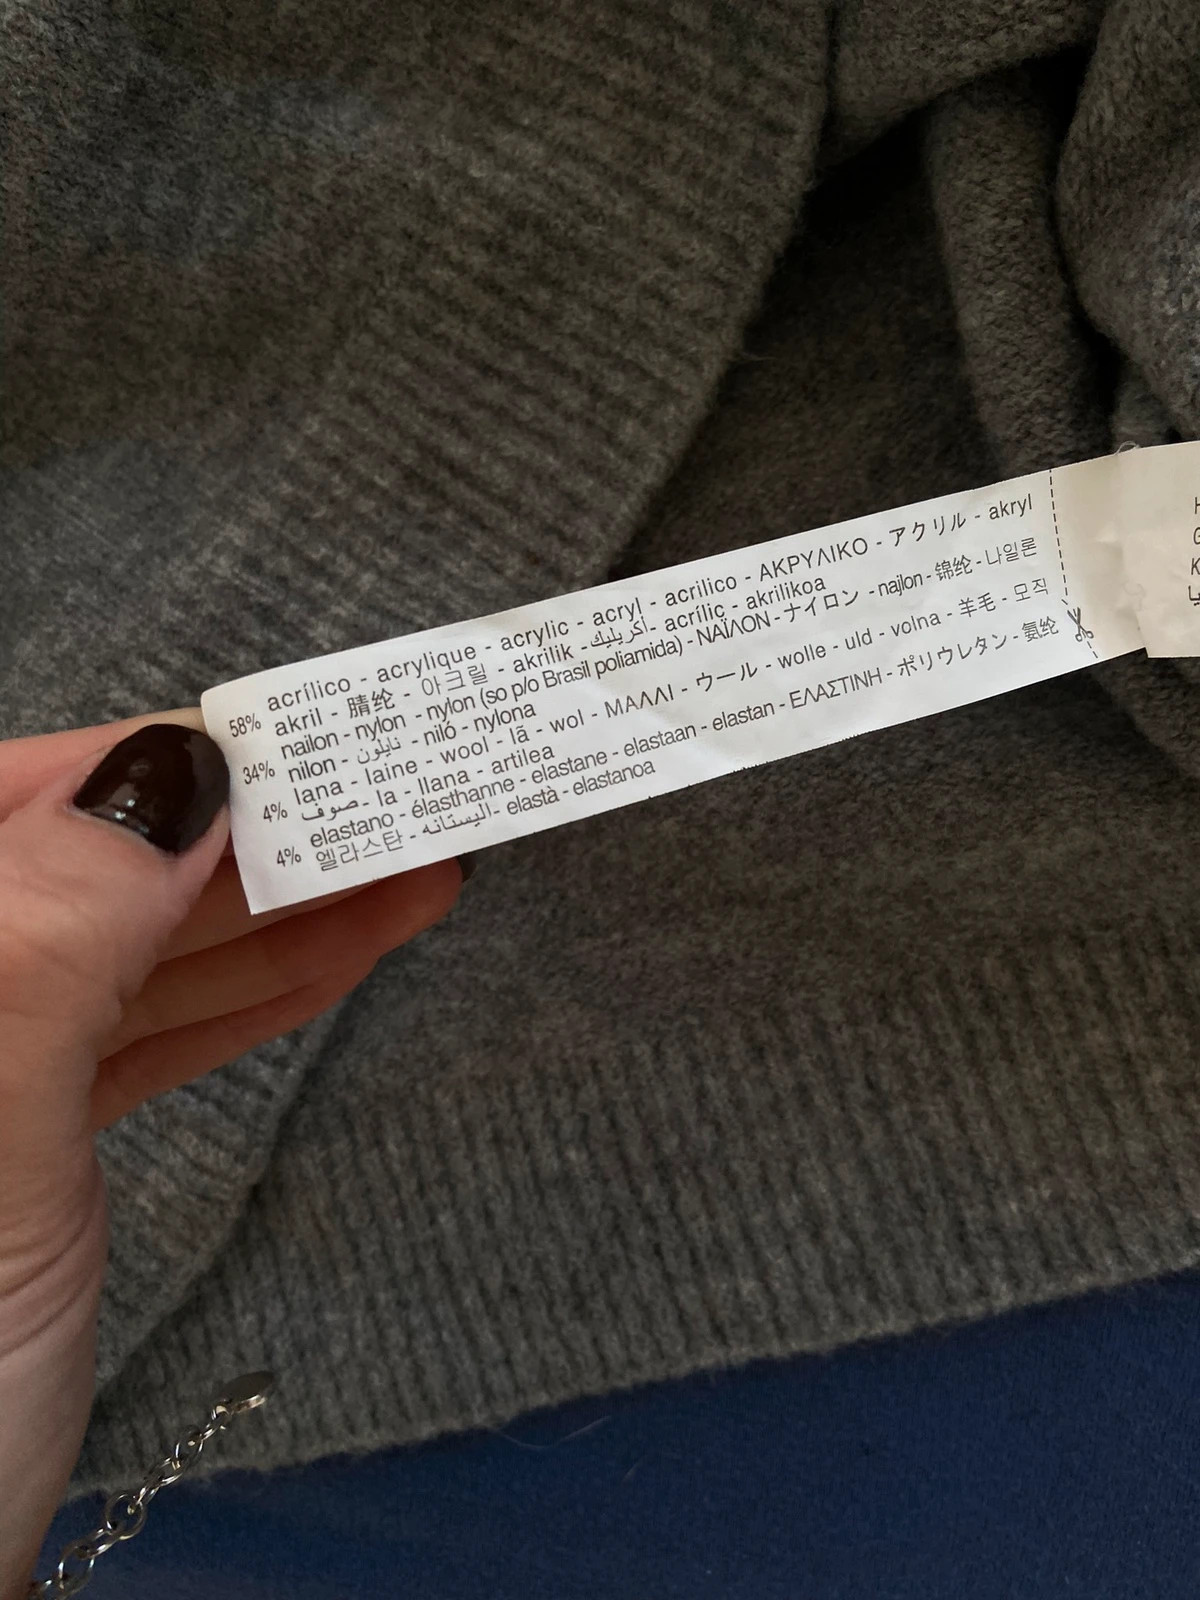 58% acrílico - acrylique - acrylic - acryl - acrilico - ΑΚΡΥΛΙΚΟ - アクリル - akryl
akril - 腈纶 - 아크릴 - akrilik - أكريليك - acrílic - akrilikoa
34% nailon - nylon - nylon (so p/o Brasil poliamida) - ΝΑΪΛΟΝ - ナイロン - najlon - 锦纶 - 나일론
nilon - نايلون - niló - nylona
4% lana - laine - wool - lã - wol - ΜΑΛΛΙ - ウール - wolle - uld - volna - 羊毛 - 모직
صوف - la - llana - artilea
4% elastano - élasthanne - elastane - elastaan - elastan - ΕΛΑΣΤΙΝΗ - ポリウレタン - 氨纶
엘라스탄 - اليستانه - elastà - elastanoa